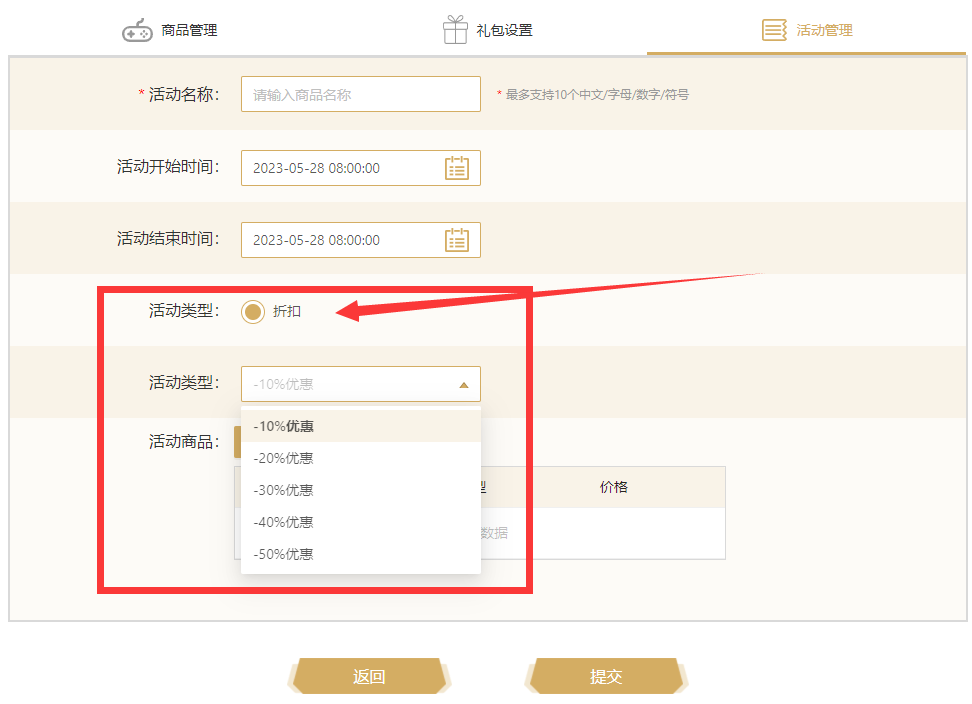 商品管理 礼包设置 活动管理
* 活动名称： 请输入商品名称 * 最多支持10个中文/字母/数字/符号
活动开始时间： 2023-05-28 08:00:00
活动结束时间： 2023-05-28 08:00:00
活动类型： 折扣
活动类型： -10%优惠
-10%优惠
活动商品：
-20%优惠
-30%优惠 型 价格
-40%优惠 数据
-50%优惠
返回 提交